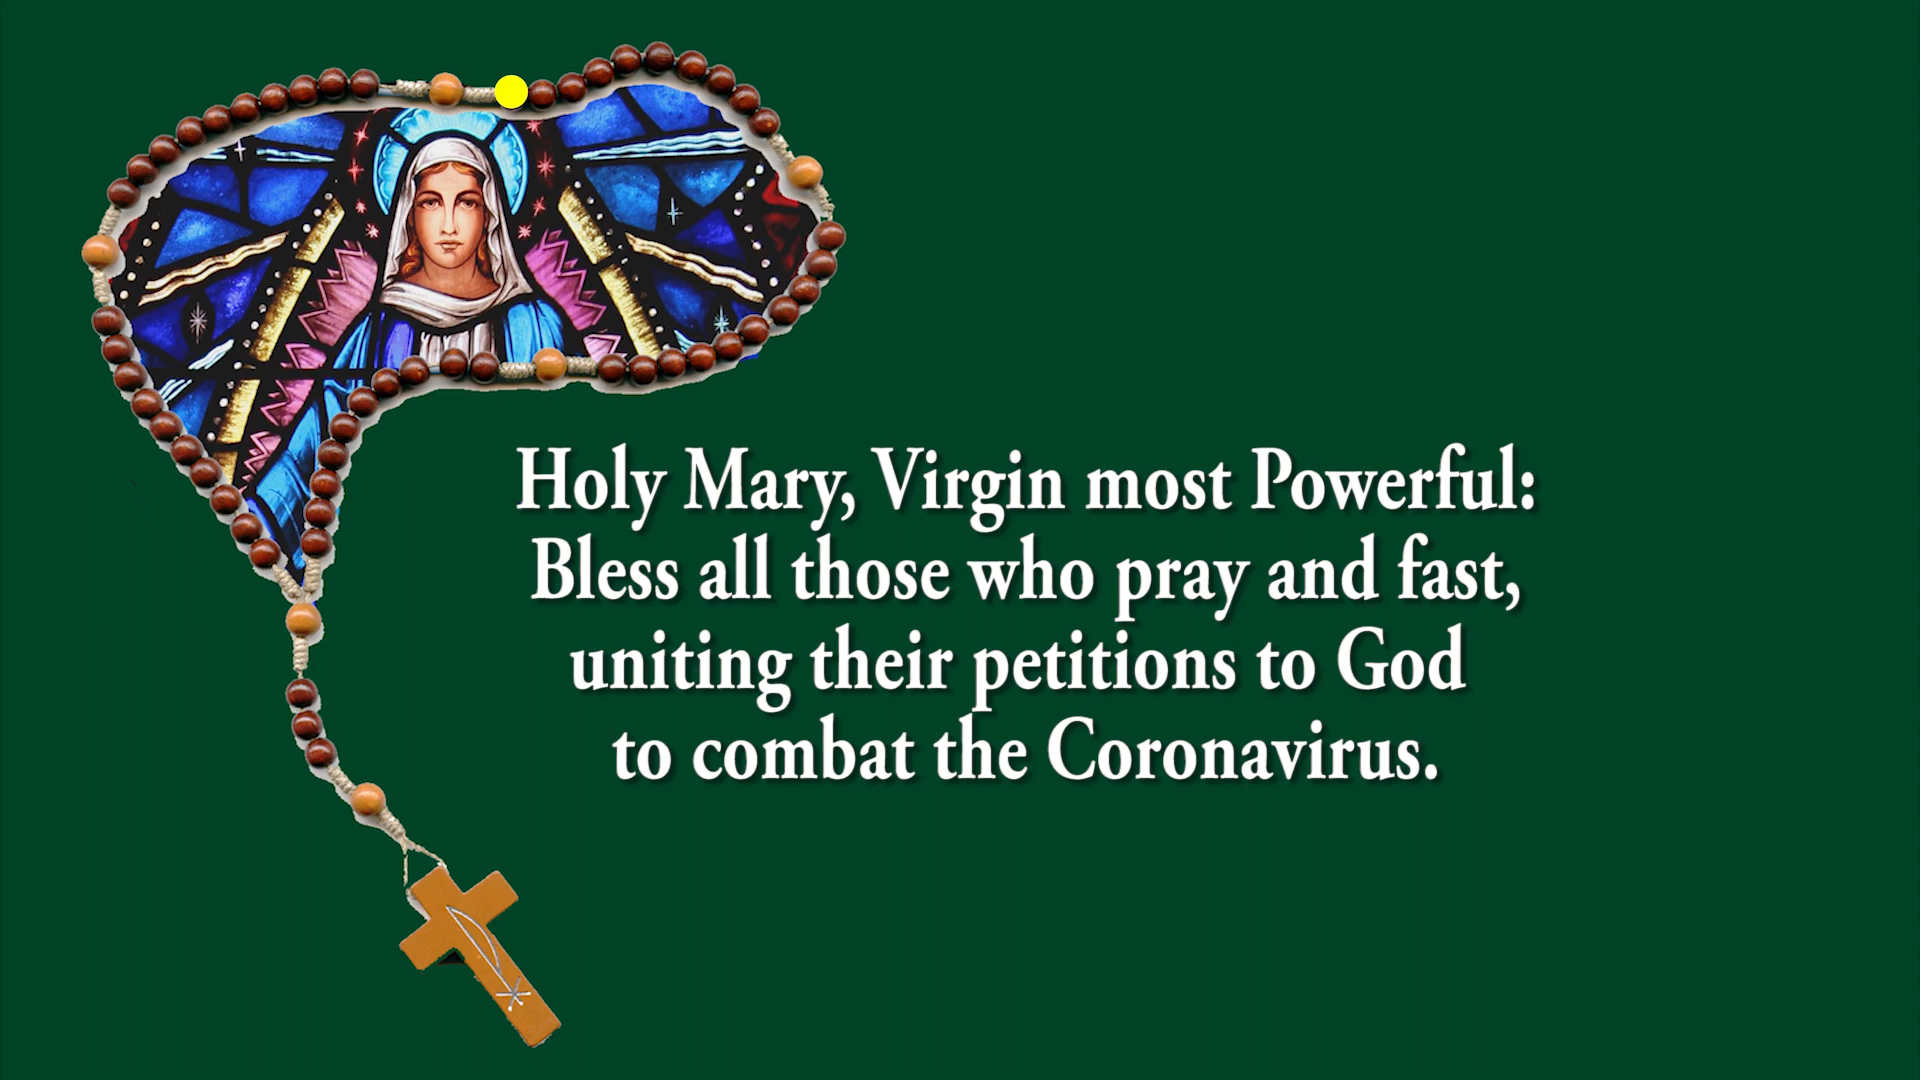 Holy Mary, Virgin most Powerful:
Bless all those who pray and fast,
uniting their petitions to God
to combat the Coronavirus.